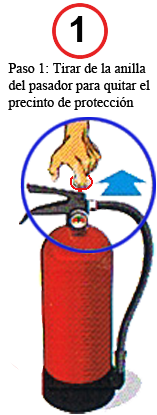 1
Paso 1: Tirar de la anilla
del pasador para quitar el
precinto de protección